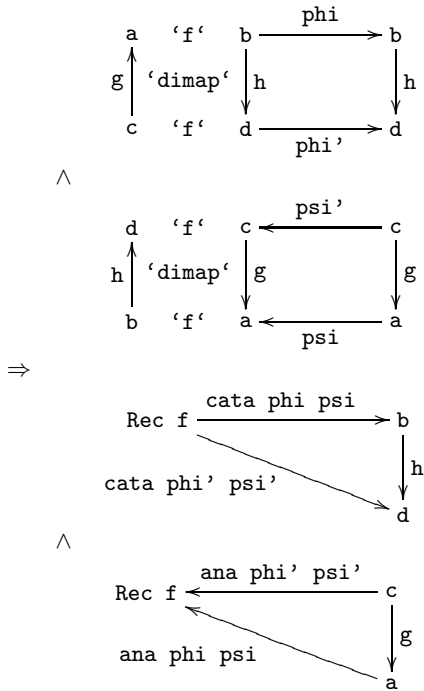 phi
a ‘f‘ b b
g ‘dimap‘ h h
c ‘f‘ d d
phi’
∧
psi’
d ‘f‘ c c
h ‘dimap‘ g g
b ‘f‘ a a
psi
⇒
cata phi psi
Rec f b
h
cata phi’ psi’
d
∧
ana phi’ psi’
Rec f c
g
ana phi psi
a